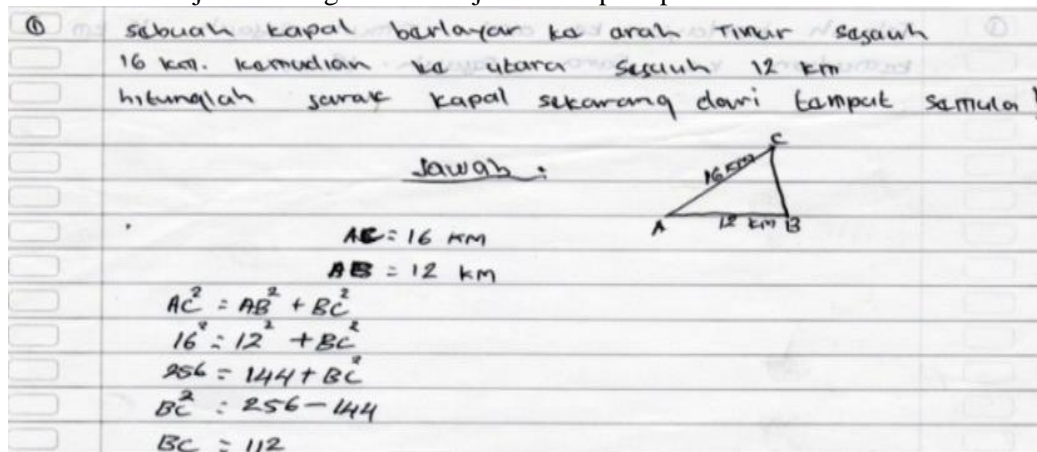 ① sebuah kapal berlayar ke arah Timur sejauh
16 km. kemudian ke utara sejauh 12 km
hitunglah jarak kapal sekarang dari tempat semula!
Jawab :
C
16 km
A 12 km B
AC = 16 km
AB = 12 km
AC² = AB² + BC²
16² = 12² + BC²
256 = 144 + BC²
BC² = 256 - 144
BC = 112